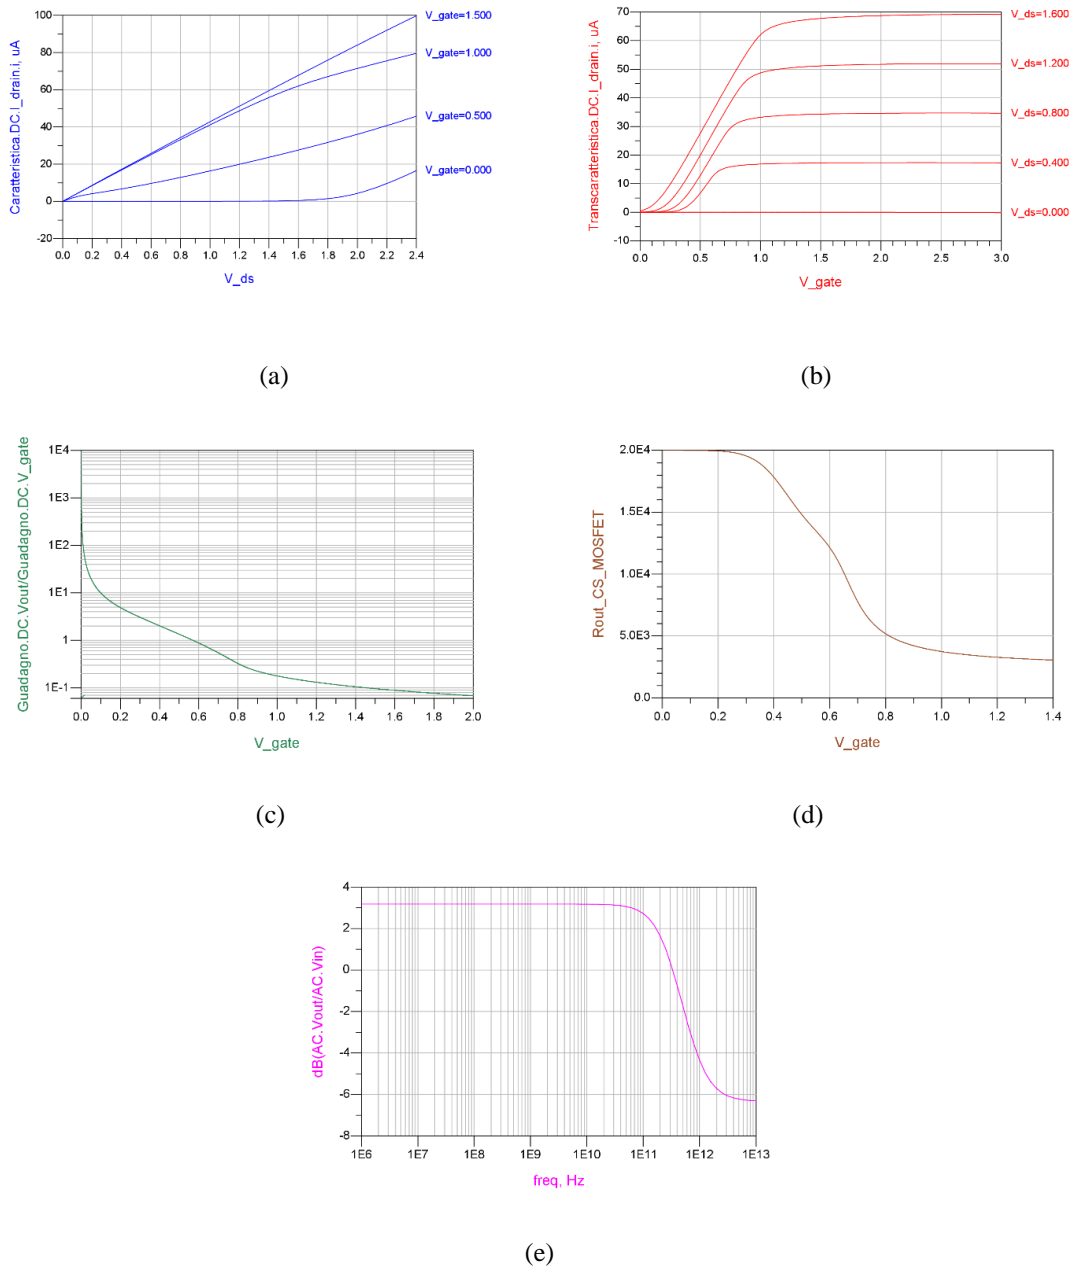 Caratteristica.DC.I_drain.i, uA
100
80
60
40
20
0
-20
0.0 0.2 0.4 0.6 0.8 1.0 1.2 1.4 1.6 1.8 2.0 2.2 2.4
V_ds
V_gate=1.500
V_gate=1.000
V_gate=0.500
V_gate=0.000
(a)
Transcaratteristica.DC.I_drain.i, uA
70
60
50
40
30
20
10
0
-10
0.0 0.5 1.0 1.5 2.0 2.5 3.0
V_gate
V_ds=1.600
V_ds=1.200
V_ds=0.800
V_ds=0.400
V_ds=0.000
(b)
Guadagno.DC.Vout/Guadagno.DC.V_gate
1E4
1E3
1E2
1E1
1
1E-1
0.0 0.2 0.4 0.6 0.8 1.0 1.2 1.4 1.6 1.8 2.0
V_gate
(c)
Rout_CS_MOSFET
2.0E4
1.5E4
1.0E4
5.0E3
0.0
0.0 0.2 0.4 0.6 0.8 1.0 1.2 1.4
V_gate
(d)
dB(AC.Vout/AC.Vin)
4
2
0
-2
-4
-6
-8
1E6 1E7 1E8 1E9 1E10 1E11 1E12 1E13
freq, Hz
(e)